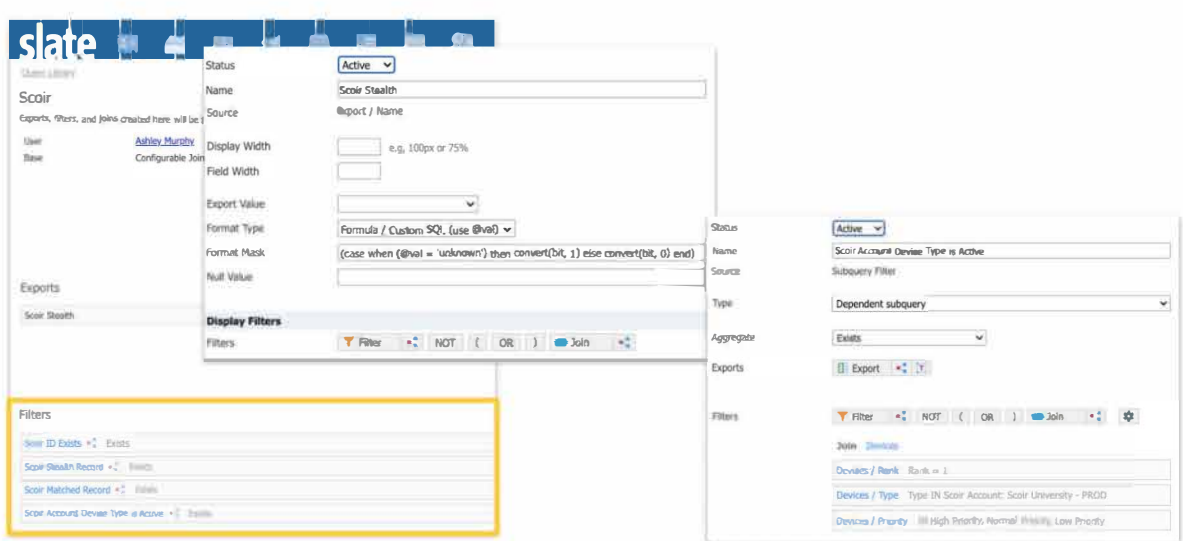 slate
Query Library
Scoir
Exports, filters, and joins created here will be
User Ashley Murphy
Base Configurable Join
Exports
Scoir Stealth
Filters
Scoir ID Exists Exists
Scoir Stealth Record Exists
Scoir Matched Record Exists
Scoir Account Device Type is Active Exists
Status Active
Name Scoir Stealth
Source Export / Name
Display Width e.g, 100px or 75%
Field Width
Export Value
Format Type Formula / Custom SQL (use @val)
Format Mask (case when (@val = 'unknown') then convert(bit, 1) else convert(bit, 0) end)
Null Value
Display Filters
Filters Filter NOT ( OR ) Join
Status Active
Name Scoir Account Device Type is Active
Source Subquery Filter
Type Dependent subquery
Aggregate Exists
Exports Export
Filters Filter NOT ( OR ) Join
Join Devices
Devices / Rank Rank = 1
Devices / Type Type IN Scoir Account: Scoir University - PROD
Devices / Priority IN High Priority, Normal Priority, Low Priority